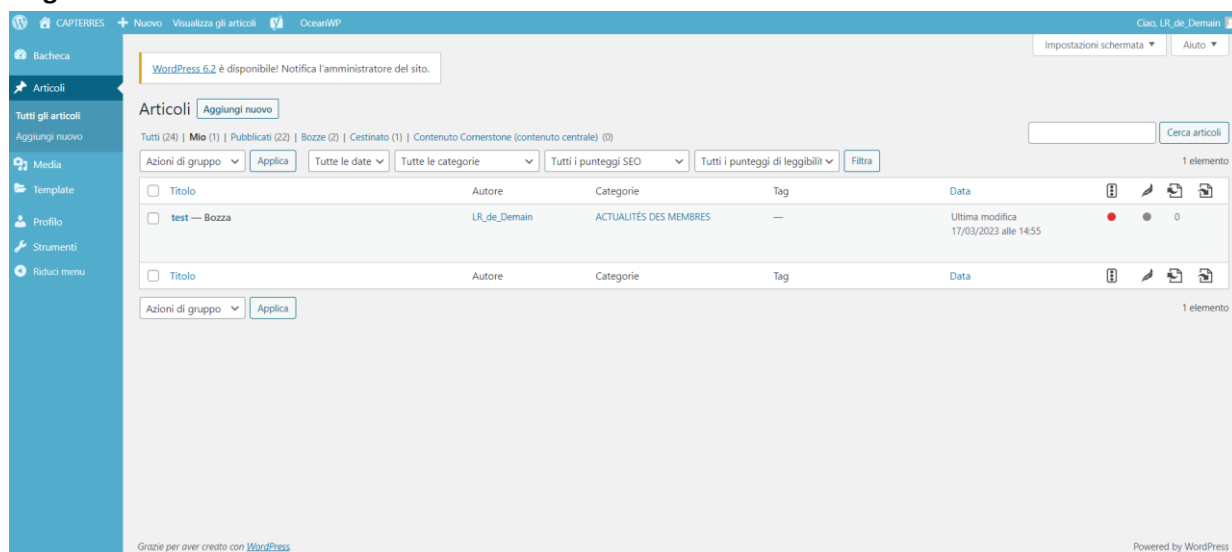 CAPTERRES + Nuovo Visualizza gli articoli OceanWP Ciao, LR_de_Demain
Impostazioni schermata ▼ Aiuto ▼
Bacheca
WordPress 6.2 è disponibile! Notifica l'amministratore del sito.
Articoli
Tutti gli articoli
Aggiungi nuovo
Media
Template
Profilo
Strumenti
Riduci menu
Articoli Aggiungi nuovo
Tutti (24) | Mio (1) | Pubblicati (22) | Bozze (2) | Cestinato (1) | Contenuto Cornerstone (contenuto centrale) (0)
Cerca articoli
Azioni di gruppo Applica Tutte le date Tutte le categorie Tutti i punteggi SEO Tutti i punteggi di leggibilit Filtra 1 elemento
Titolo Autore Categorie Tag Data
test — Bozza LR_de_Demain ACTUALITÉS DES MEMBRES — Ultima modifica 0
17/03/2023 alle 14:55
Titolo Autore Categorie Tag Data
Azioni di gruppo Applica 1 elemento
Grazie per aver creato con WordPress. Powered by WordPress